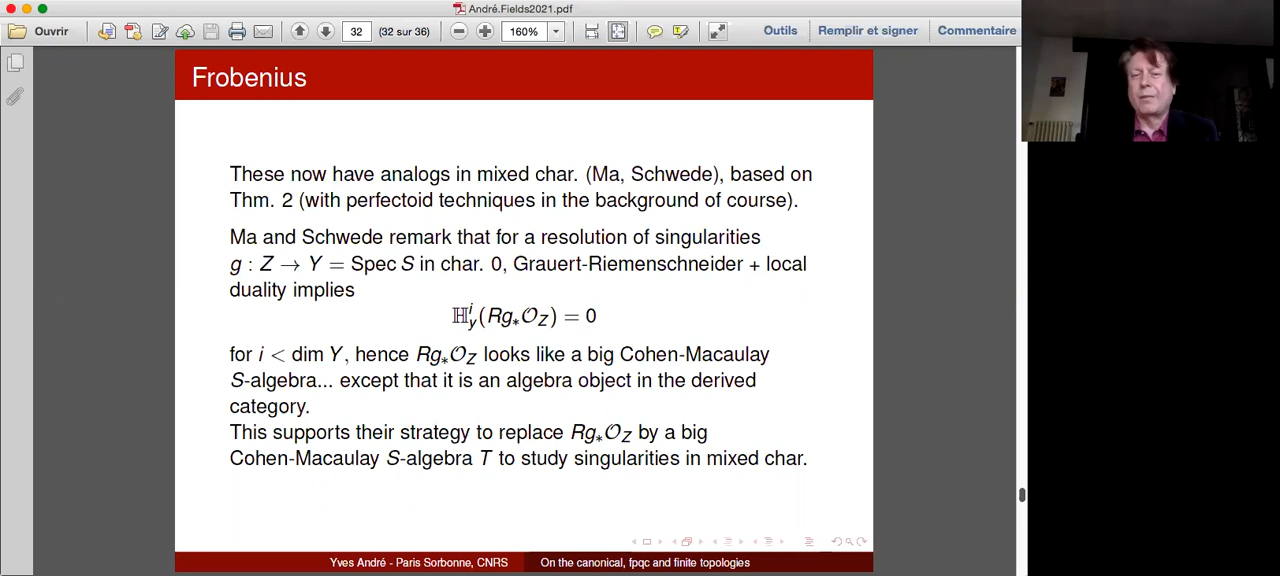 André.Fields2021.pdf
Ouvrir
32
(32 sur 36)
160%
Outils
Remplir et signer
Commentaire
Frobenius
These now have analogs in mixed char. (Ma, Schwede), based on
Thm. 2 (with perfectoid techniques in the background of course).
Ma and Schwede remark that for a resolution of singularities
g : Z → Y = Spec S in char. 0, Grauert-Riemenschneider + local
duality implies
ℍ^i_y(Rg_*𝒪_Z) = 0
for i < dim Y, hence Rg_*𝒪_Z looks like a big Cohen-Macaulay
S-algebra... except that it is an algebra object in the derived
category.
This supports their strategy to replace Rg_*𝒪_Z by a big
Cohen-Macaulay S-algebra T to study singularities in mixed char.
Yves André - Paris Sorbonne, CNRS
On the canonical, fpqc and finite topologies